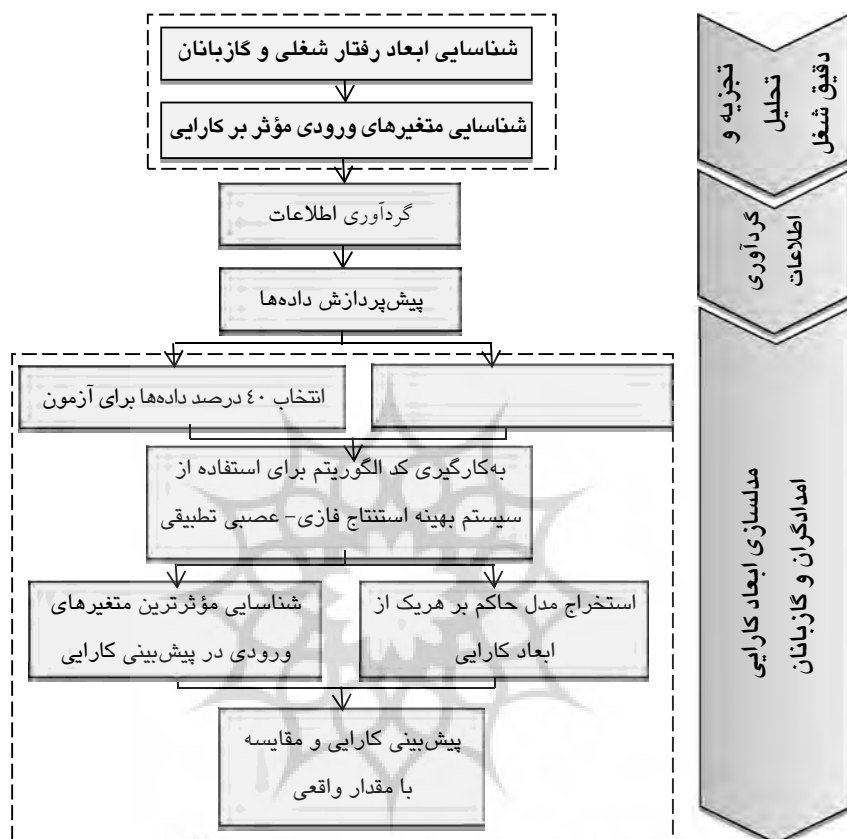 شناسایی ابعاد رفتار شغلی و گازبانان
شناسایی متغیرهای ورودی مؤثر بر کارایی
گردآوری اطلاعات
پیش‌پردازش داده‌ها
انتخاب ٤٠ درصد داده‌ها برای آزمون
به‌کارگیری کد الگوریتم برای استفاده از
سیستم بهینه استنتاج فازی- عصبی تطبیقی
استخراج مدل حاکم بر هریک از
ابعاد کارایی
شناسایی مؤثرترین متغیرهای
ورودی در پیش‌بینی کارایی
پیش‌بینی کارایی و مقایسه
با مقدار واقعی
تجزیه و
تحلیل
دقیق شغل
گردآوری
اطلاعات
مدلسازی ابعاد کارایی
امدادگران و گازبانان